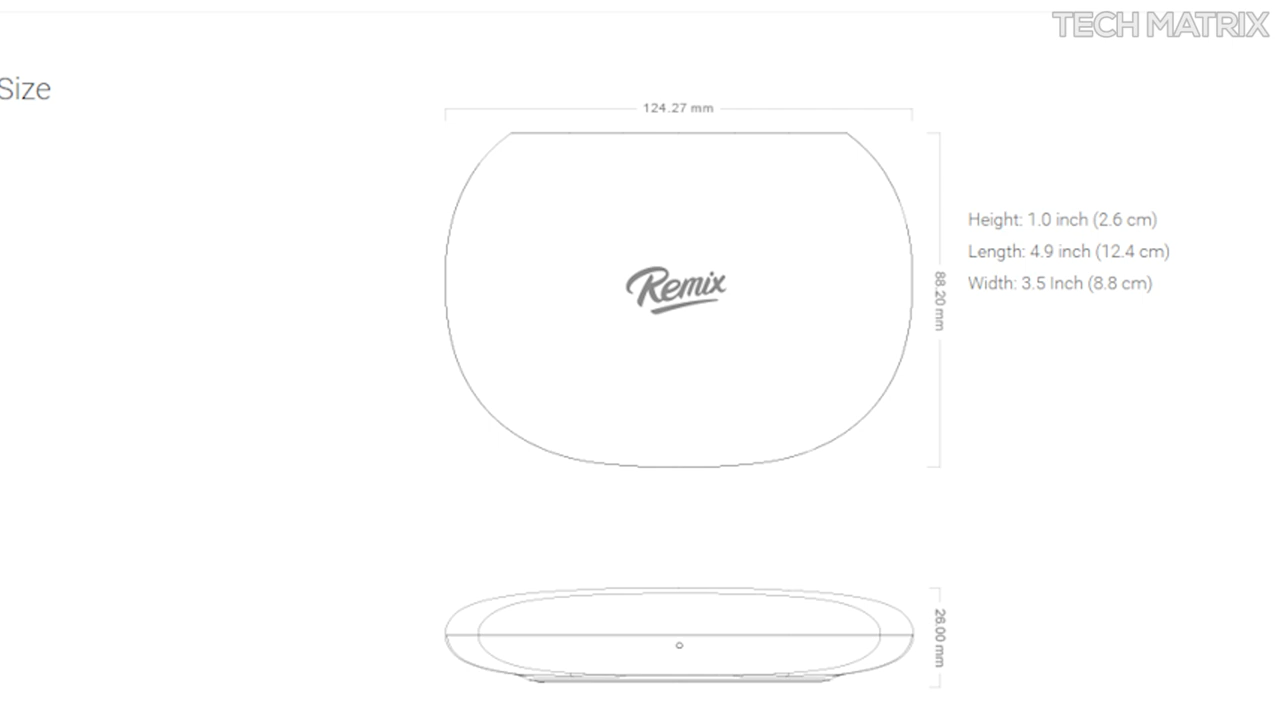 TECH MATRIX
Size
124.27 mm
Height: 1.0 inch (2.6 cm)
Length: 4.9 inch (12.4 cm)
Width: 3.5 Inch (8.8 cm)
88.20 mm
Remix
26.00 mm